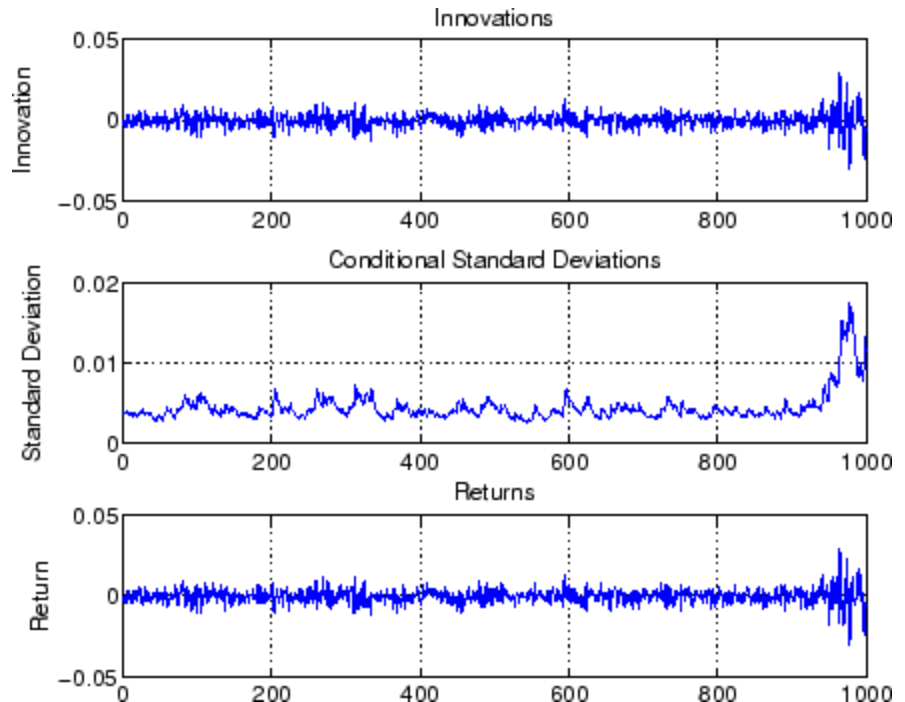 Innovations
0.05
0
−0.05
Innovation
0 200 400 600 800 1000
Conditional Standard Deviations
0.02
0.01
0
Standard Deviation
0 200 400 600 800 1000
Returns
0.05
0
−0.05
Return
0 200 400 600 800 1000